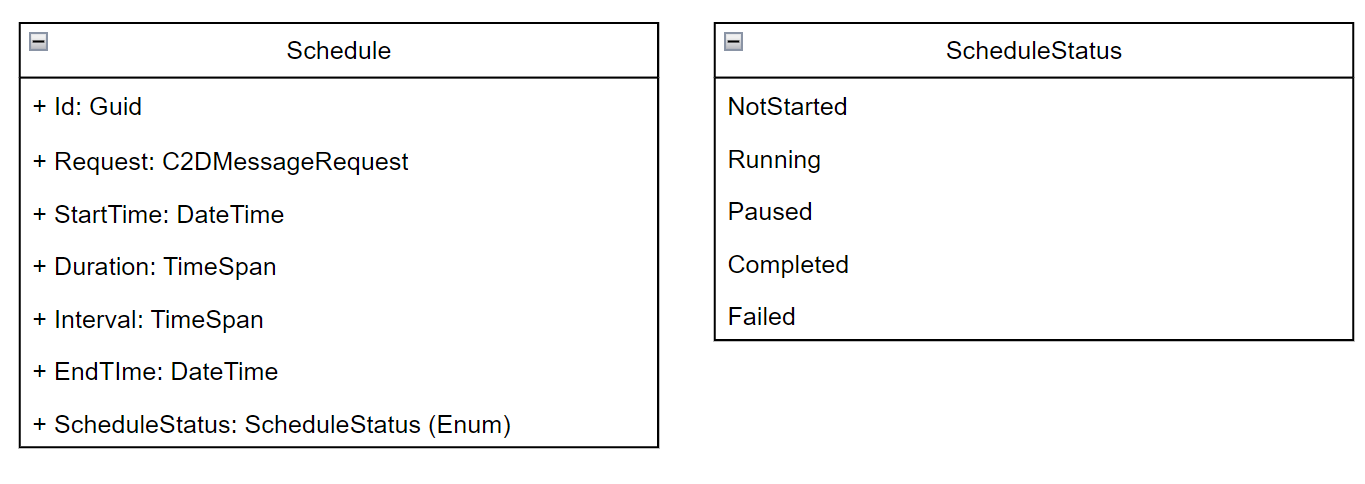 Schedule
+ Id: Guid
+ Request: C2DMessageRequest
+ StartTime: DateTime
+ Duration: TimeSpan
+ Interval: TimeSpan
+ EndTIme: DateTime
+ ScheduleStatus: ScheduleStatus (Enum)
ScheduleStatus
NotStarted
Running
Paused
Completed
Failed